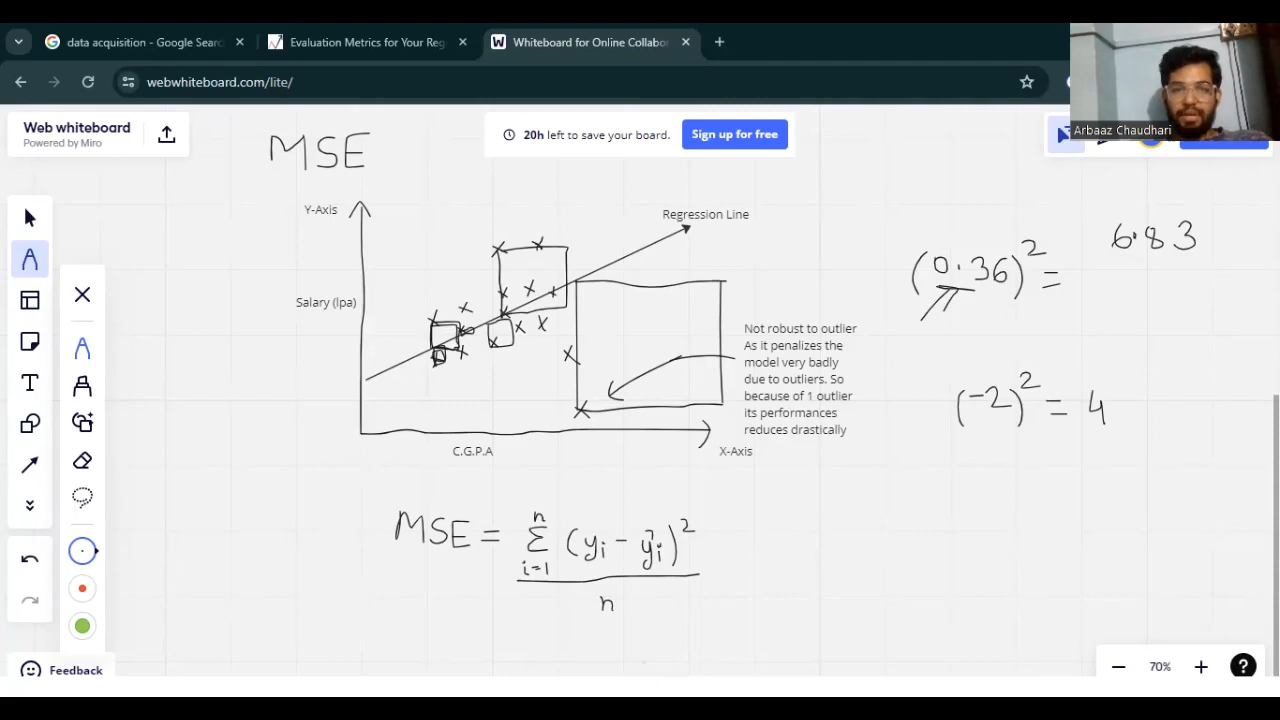 data acquisition - Google Searc
Evaluation Metrics for Your Reg
Whiteboard for Online Collabo
webwhiteboard.com/lite/
Arbaaz Chaudhari
Web whiteboard
Powered by Miro
20h left to save your board.
Sign up for free
MSE
Y-Axis
Regression Line
Salary (lpa)
6.83
(0.36)² =
Not robust to outlier
As it penalizes the
model very badly
due to outliers. So
because of 1 outlier
its performances
reduces drastically
(-2)² = 4
C.G.P.A
X-Axis
MSE = n Σ i=1 (yi - ŷi)²
n
Feedback
70%